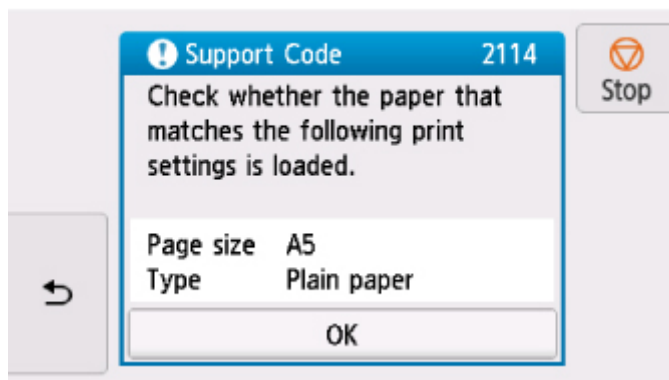 Support Code 2114
Stop
Check whether the paper that
matches the following print
settings is loaded.
Page size A5
Type Plain paper
OK